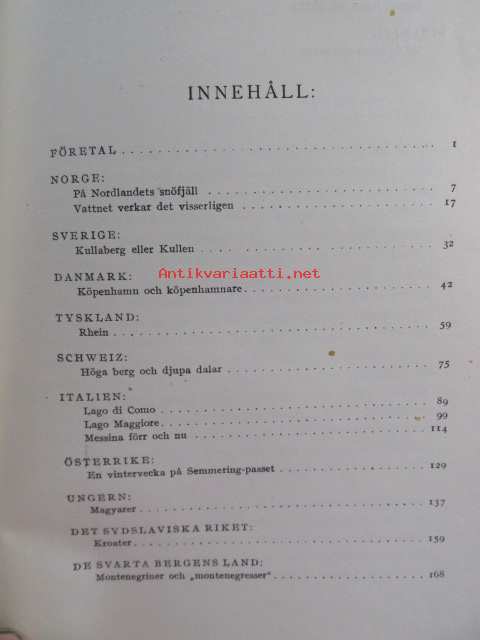 INNEHÅLL:
FÖRETAL 1
NORGE:
På Nordlandets snöfjäll 7
Vattnet verkar det visserligen 17
SVERIGE:
Kullaberg eller Kullen 32
Antikvariaatti.net
DANMARK:
Köpenhamn och köpenhamnare 42
TYSKLAND:
Rhein 59
SCHWEIZ:
Höga berg och djupa dalar 75
ITALIEN:
Lago di Como 89
Lago Maggiore 99
Messina förr och nu 114
ÖSTERRIKE:
En vintervecka på Semmering-passet 129
UNGERN:
Magyarer 137
DET SYDSLAVISKA RIKET:
Kroater 159
DE SVARTA BERGENS LAND:
Montenegriner och „montenegresser" 168